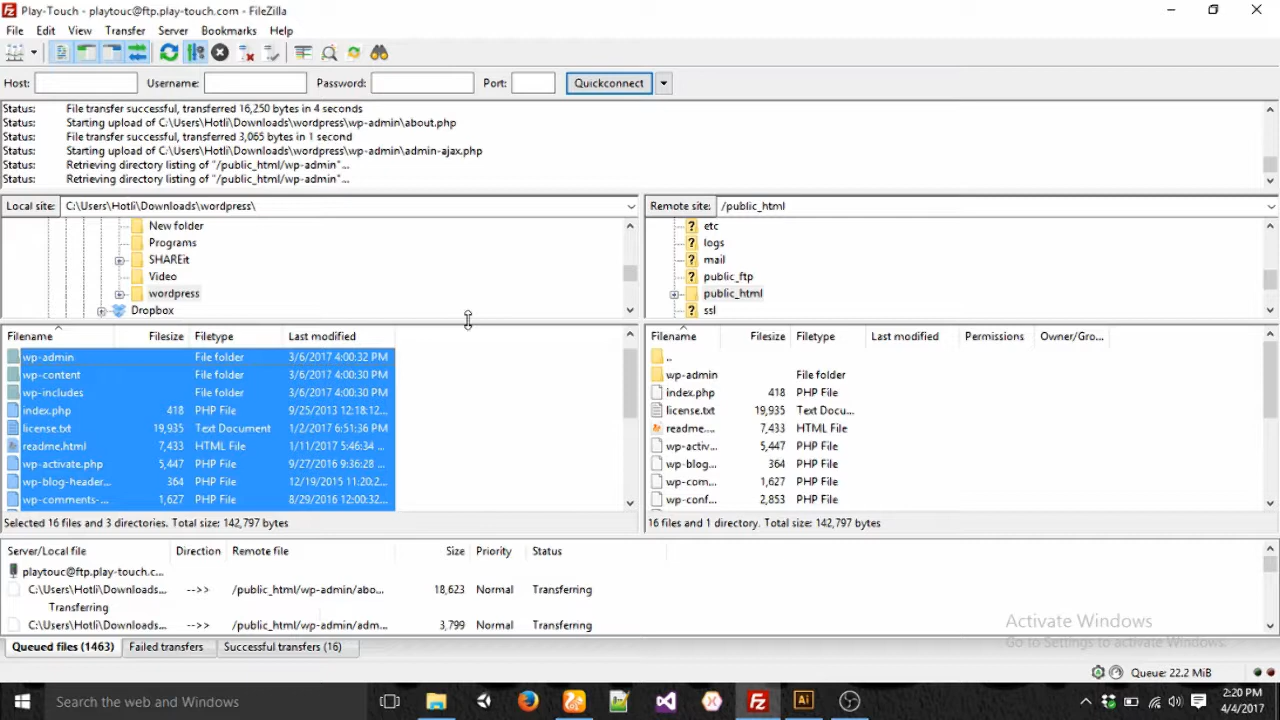 Play-Touch - playtouc@ftp.play-touch.com - FileZilla
File Edit View Transfer Server Bookmarks Help
Host: Username: Password: Port: Quickconnect
Status: File transfer successful, transferred 16,250 bytes in 4 seconds
Status: Starting upload of C:\Users\Hotli\Downloads\wordpress\wp-admin\about.php
Status: File transfer successful, transferred 3,065 bytes in 1 second
Status: Starting upload of C:\Users\Hotli\Downloads\wordpress\wp-admin\admin-ajax.php
Status: Retrieving directory listing of "/public_html/wp-admin"...
Status: Retrieving directory listing of "/public_html/wp-admin"...
Local site: C:\Users\Hotli\Downloads\wordpress\
New folder
Programs
SHAREit
Video
wordpress
Dropbox
Remote site: /public_html
etc
logs
mail
public_ftp
public_html
ssl
Filename Filesize Filetype Last modified
wp-admin File folder 3/6/2017 4:00:32 PM
wp-content File folder 3/6/2017 4:00:30 PM
wp-includes File folder 3/6/2017 4:00:30 PM
index.php 418 PHP File 9/25/2013 12:18:12...
license.txt 19,935 Text Document 1/2/2017 6:51:36 PM
readme.html 7,433 HTML File 1/11/2017 5:46:34 ...
wp-activate.php 5,447 PHP File 9/27/2016 9:36:28 ...
wp-blog-header... 364 PHP File 12/19/2015 11:20:2...
wp-comments-... 1,627 PHP File 8/29/2016 12:00:32...
Selected 16 files and 3 directories. Total size: 142,797 bytes
Filename Filesize Filetype Last modified Permissions Owner/Gro...
..
wp-admin File folder
index.php 418 PHP File
license.txt 19,935 Text Docu...
readme.... 7,433 HTML File
wp-activ... 5,447 PHP File
wp-blog... 364 PHP File
wp-com... 1,627 PHP File
wp-conf... 2,853 PHP File
16 files and 1 directory. Total size: 142,797 bytes
Server/Local file Direction Remote file Size Priority Status
playtouc@ftp.play-touch.c...
C:\Users\Hotli\Downloads... -->> /public_html/wp-admin/abo... 18,623 Normal Transferring
Transferring
C:\Users\Hotli\Downloads... -->> /public_html/wp-admin/adm... 3,799 Normal Transferring
Activate Windows
Go to Settings to activate Windows.
Queued files (1463) Failed transfers Successful transfers (16)
Queue: 22.2 MiB
Search the web and Windows
2:20 PM
4/4/2017